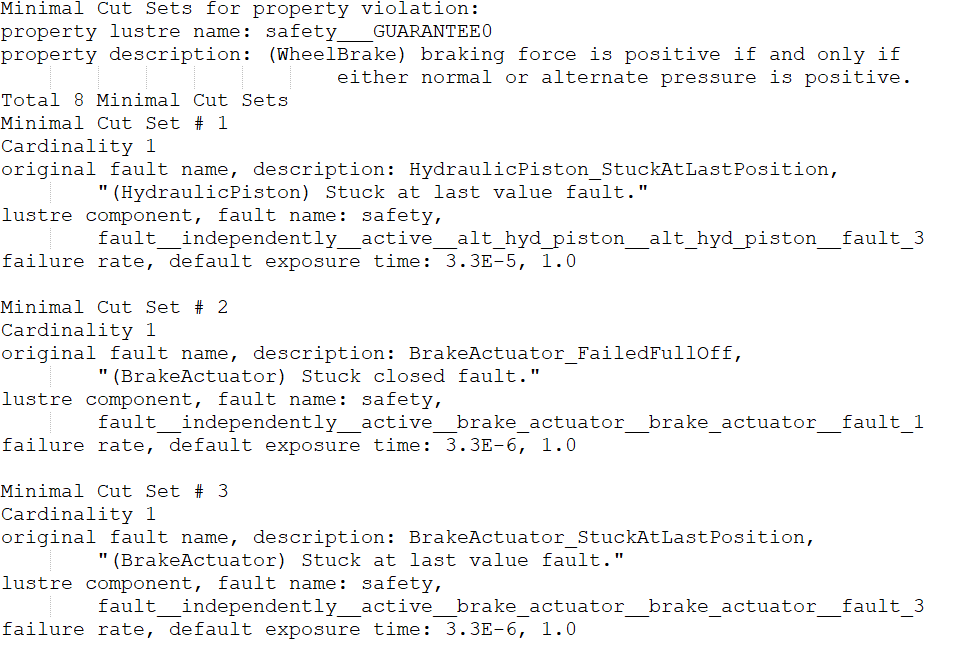 Minimal Cut Sets for property violation:
property lustre name: safety___GUARANTEE0
property description: (WheelBrake) braking force is positive if and only if
either normal or alternate pressure is positive.
Total 8 Minimal Cut Sets
Minimal Cut Set # 1
Cardinality 1
original fault name, description: HydraulicPiston_StuckAtLastPosition,
"(HydraulicPiston) Stuck at last value fault."
lustre component, fault name: safety,
fault__independently__active__alt_hyd_piston__alt_hyd_piston__fault_3
failure rate, default exposure time: 3.3E-5, 1.0
Minimal Cut Set # 2
Cardinality 1
original fault name, description: BrakeActuator_FailedFullOff,
"(BrakeActuator) Stuck closed fault."
lustre component, fault name: safety,
fault__independently__active__brake_actuator__brake_actuator__fault_1
failure rate, default exposure time: 3.3E-6, 1.0
Minimal Cut Set # 3
Cardinality 1
original fault name, description: BrakeActuator_StuckAtLastPosition,
"(BrakeActuator) Stuck at last value fault."
lustre component, fault name: safety,
fault__independently__active__brake_actuator__brake_actuator__fault_3
failure rate, default exposure time: 3.3E-6, 1.0